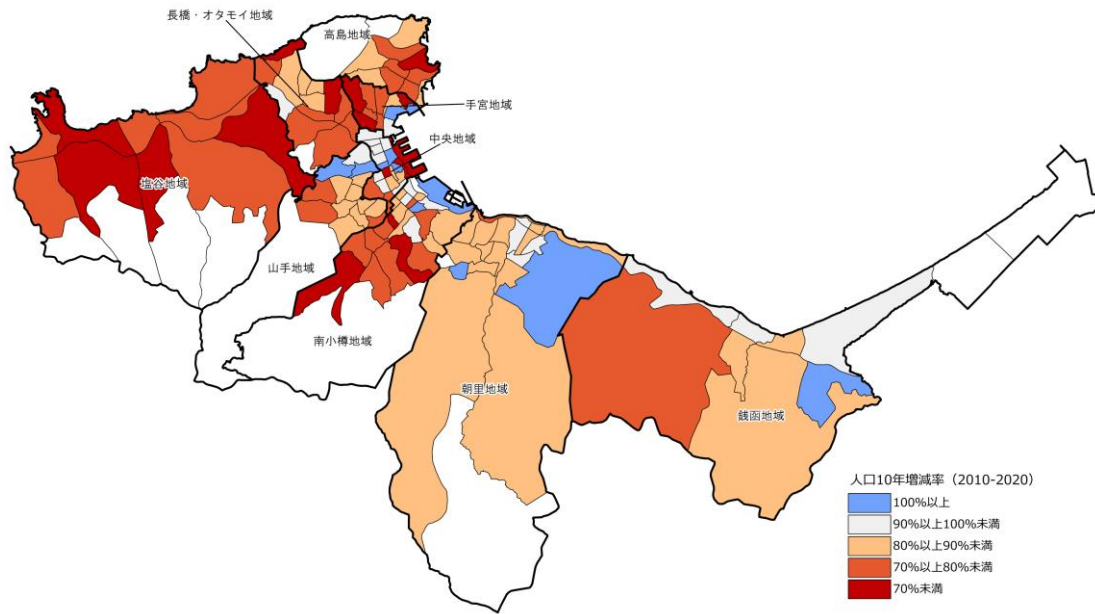 長橋・オタモイ地域
高島地域
手宮地域
中央地域
塩谷地域
山手地域
南小樽地域
朝里地域
銭函地域
人口10年増減率（2010-2020）
100%以上
90%以上100%未満
80%以上90%未満
70%以上80%未満
70%未満